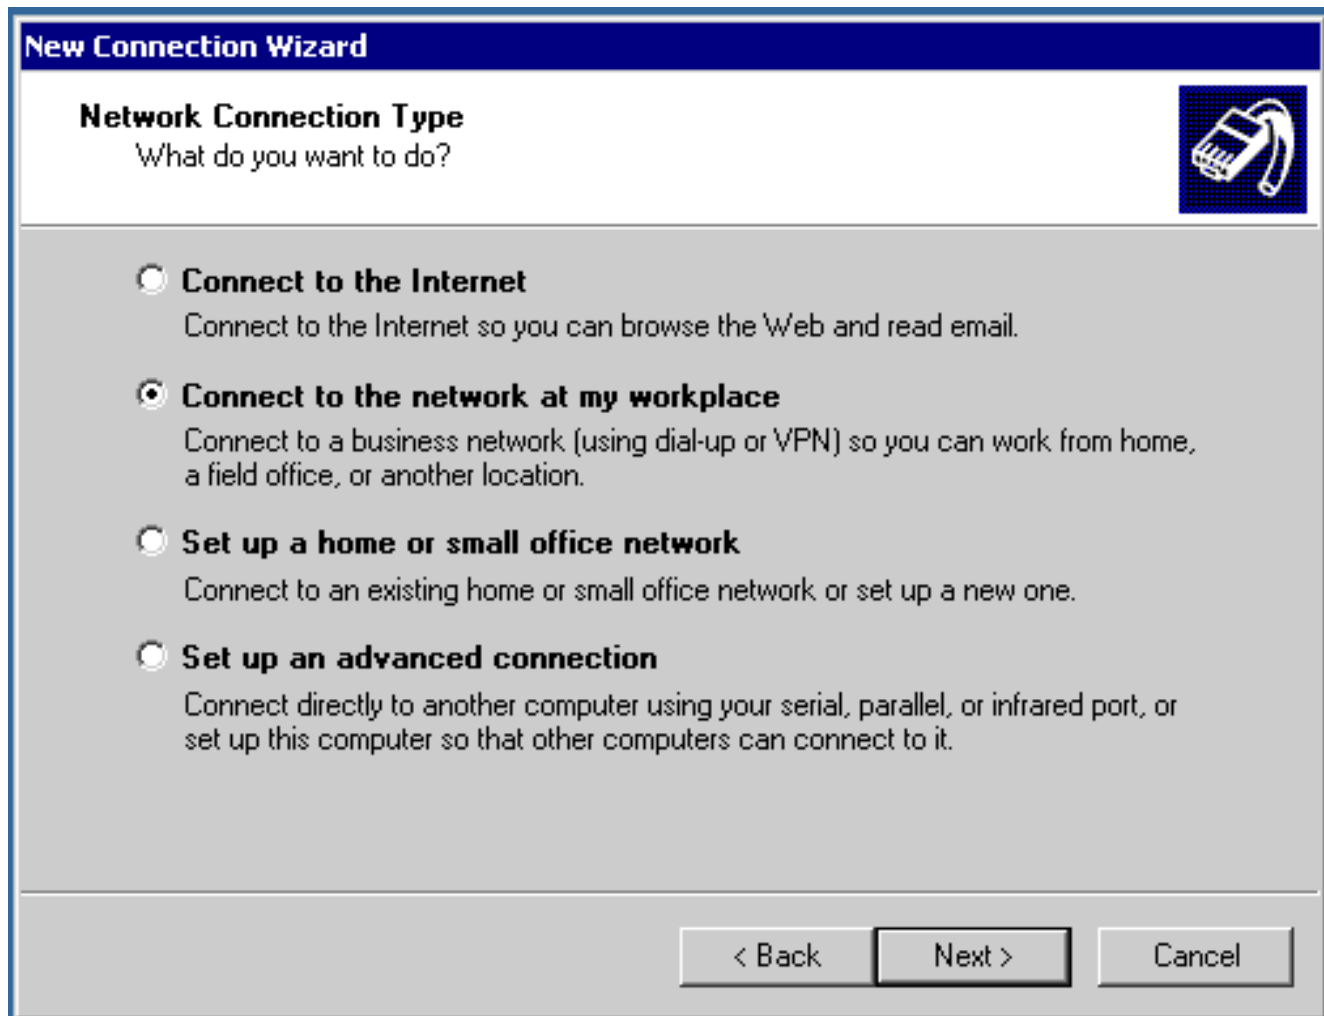 New Connection Wizard
Network Connection Type
What do you want to do?
Connect to the Internet
Connect to the Internet so you can browse the Web and read email.
Connect to the network at my workplace
Connect to a business network (using dial-up or VPN) so you can work from home,
a field office, or another location.
Set up a home or small office network
Connect to an existing home or small office network or set up a new one.
Set up an advanced connection
Connect directly to another computer using your serial, parallel, or infrared port, or
set up this computer so that other computers can connect to it.
< Back Next > Cancel